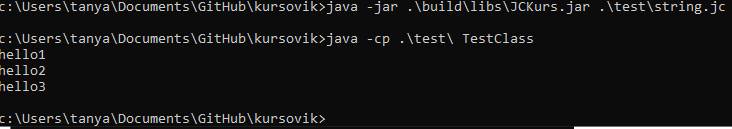 c:\Users\tanya\Documents\GitHub\kursovik>java -jar .\build\libs\JCKurs.jar .\test\string.jc
c:\Users\tanya\Documents\GitHub\kursovik>java -cp .\test\ TestClass
hello1
hello2
hello3
c:\Users\tanya\Documents\GitHub\kursovik>